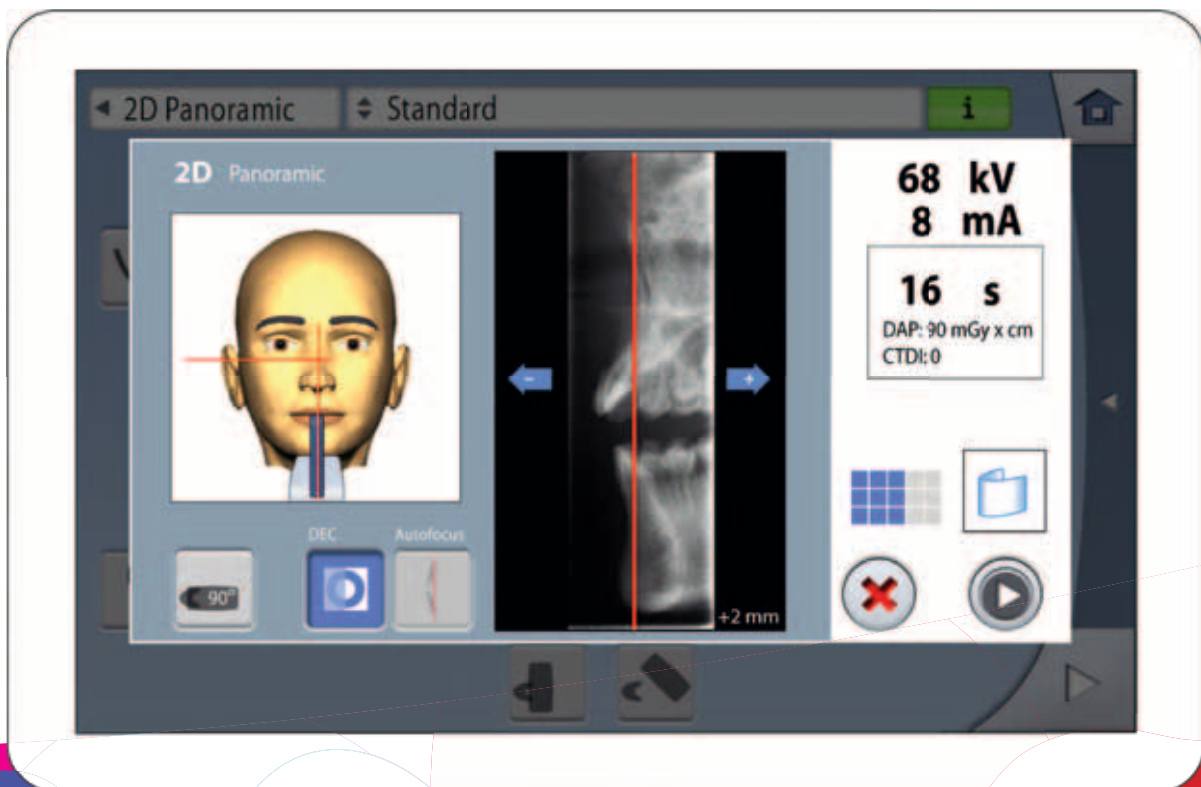 2D Panoramic
Standard
i
2D Panoramic
68 kV
8 mA
16 s
DAP: 90 mGy x cm
CTDI: 0
-
+
DEC
Autofocus
90°
+2 mm